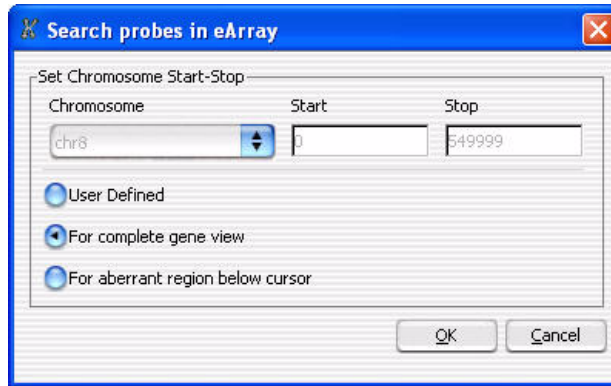 Search probes in eArray
Set Chromosome Start-Stop
Chromosome Start Stop
chr8 0 549999
User Defined
For complete gene view
For aberrant region below cursor
OK Cancel